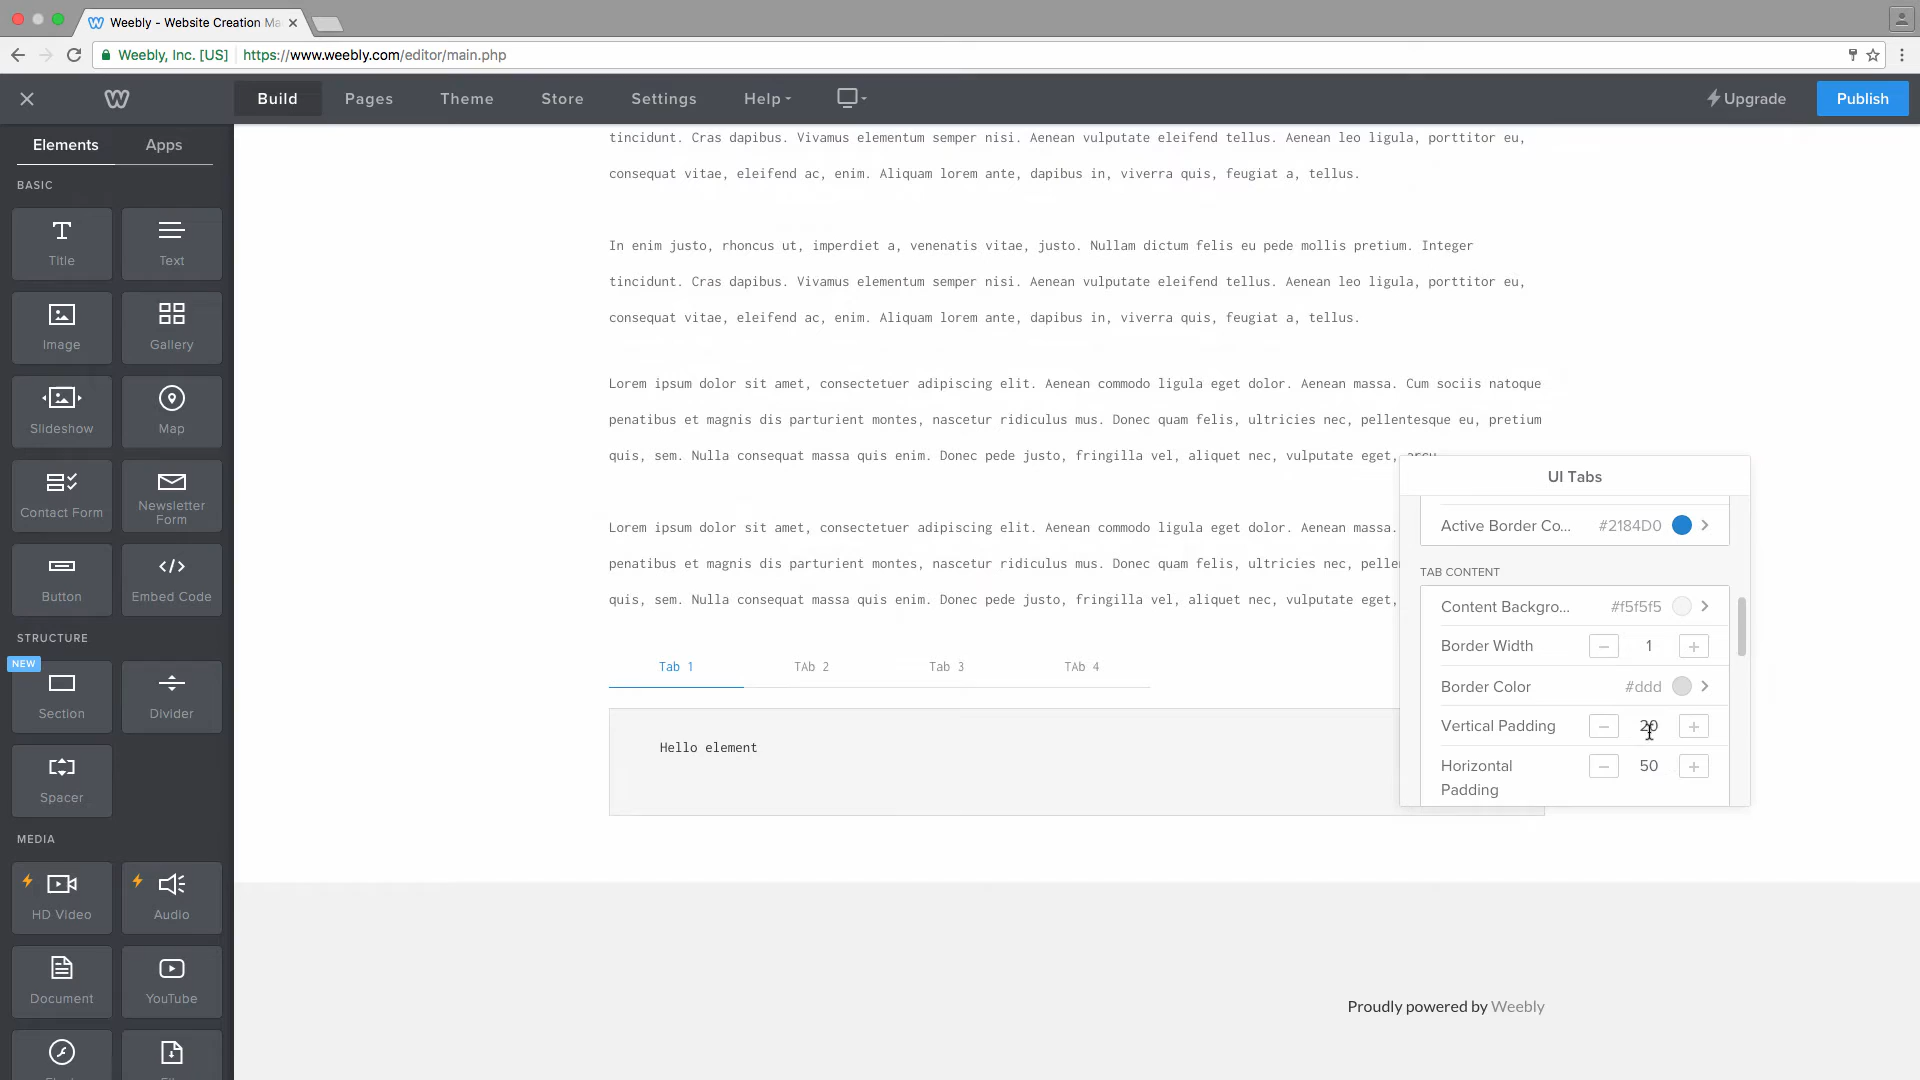 Weebly - Website Creation Ma
Weebly, Inc. [US]
https://www.weebly.com/editor/main.php
Build
Pages
Theme
Store
Settings
Help
Upgrade
Publish
Elements
Apps
BASIC
Title
Text
Image
Gallery
Slideshow
Map
Contact Form
Newsletter
Form
Button
Embed Code
STRUCTURE
NEW
Section
Divider
Spacer
MEDIA
HD Video
Audio
Document
YouTube
tincidunt. Cras dapibus. Vivamus elementum semper nisi. Aenean vulputate eleifend tellus. Aenean leo ligula, porttitor eu,
consequat vitae, eleifend ac, enim. Aliquam lorem ante, dapibus in, viverra quis, feugiat a, tellus.
In enim justo, rhoncus ut, imperdiet a, venenatis vitae, justo. Nullam dictum felis eu pede mollis pretium. Integer
tincidunt. Cras dapibus. Vivamus elementum semper nisi. Aenean vulputate eleifend tellus. Aenean leo ligula, porttitor eu,
consequat vitae, eleifend ac, enim. Aliquam lorem ante, dapibus in, viverra quis, feugiat a, tellus.
Lorem ipsum dolor sit amet, consectetuer adipiscing elit. Aenean commodo ligula eget dolor. Aenean massa. Cum sociis natoque
penatibus et magnis dis parturient montes, nascetur ridiculus mus. Donec quam felis, ultricies nec, pellentesque eu, pretium
quis, sem. Nulla consequat massa quis enim. Donec pede justo, fringilla vel, aliquet nec, vulputate eget,
Lorem ipsum dolor sit amet, consectetuer adipiscing elit. Aenean commodo ligula eget dolor. Aenean massa.
penatibus et magnis dis parturient montes, nascetur ridiculus mus. Donec quam felis, ultricies nec, pelle
quis, sem. Nulla consequat massa quis enim. Donec pede justo, fringilla vel, aliquet nec, vulputate eget,
Tab 1
TAb 2
Tab 3
TAb 4
Hello element
UI Tabs
Active Border Co... #2184D0
TAB CONTENT
Content Backgro... #f5f5f5
Border Width − 1 +
Border Color #ddd
Vertical Padding − 20 +
Horizontal − 50 +
Padding
Proudly powered by Weebly